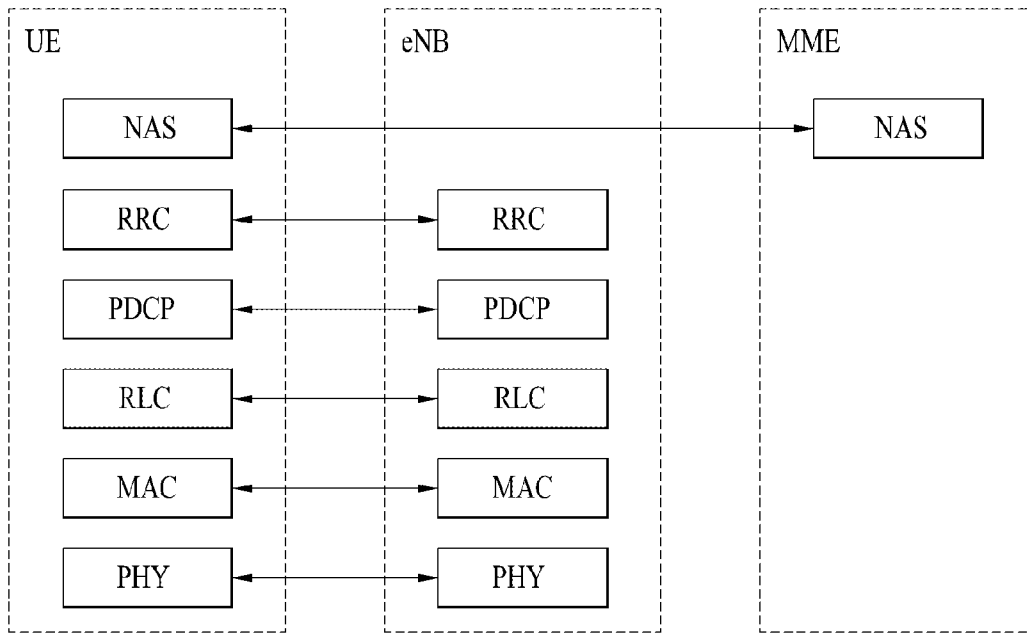 UE eNB MME
NAS NAS
RRC RRC
PDCP PDCP
RLC RLC
MAC MAC
PHY PHY